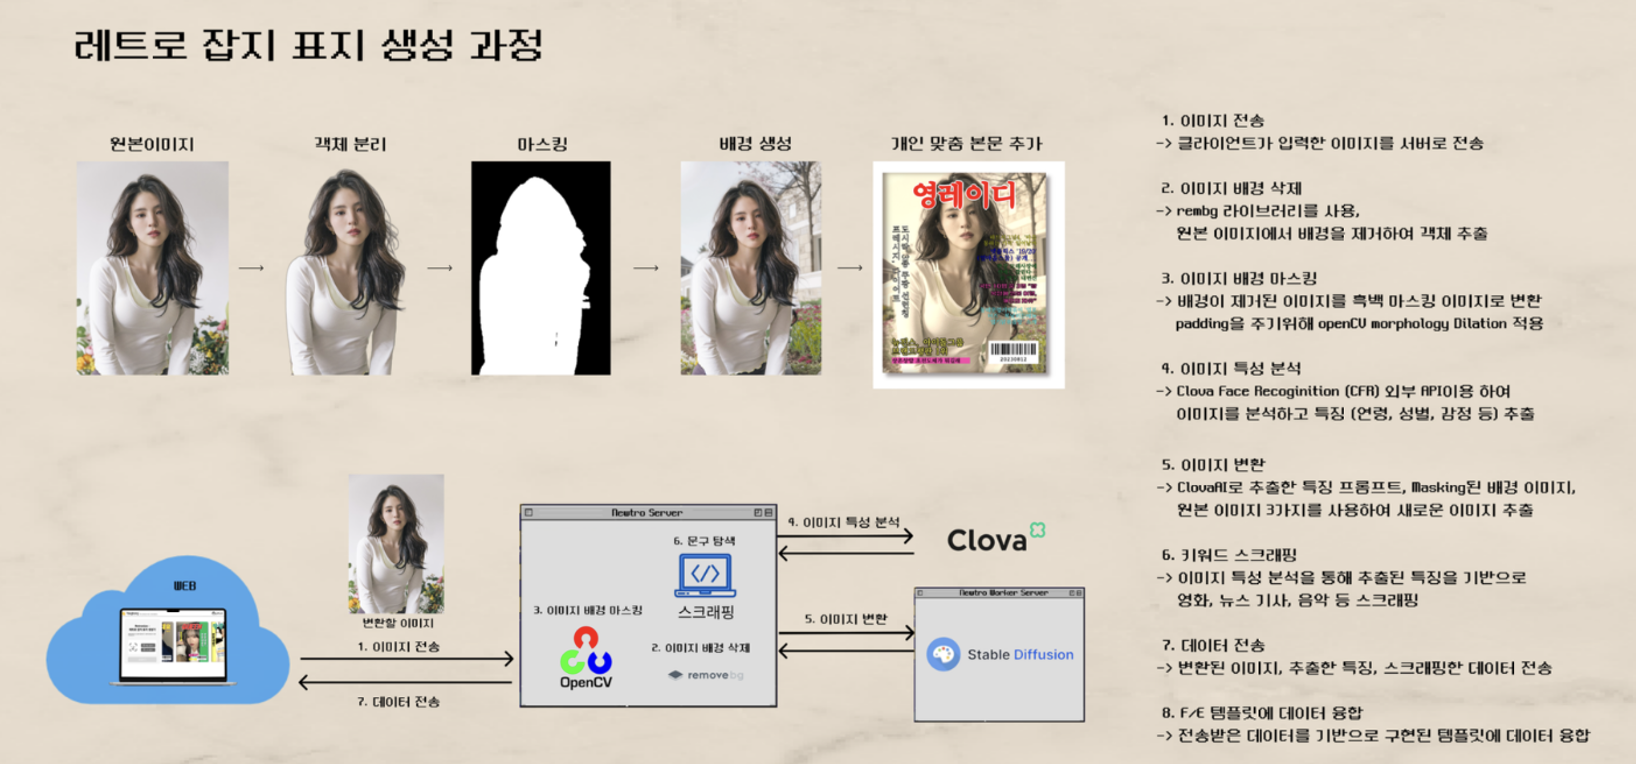 레트로 잡지 표지 생성 과정
원본이미지
객체 분리
마스킹
배경 생성
개인 맞춤 본문 추가
영레이디
20230812
변환할 이미지
WEB
1. 이미지 전송
7. 데이터 전송
Newtro Server
6. 문구 탐색
</>
스크래핑
3. 이미지 배경 마스킹
OpenCV
2. 이미지 배경 삭제
removebg
4. 이미지 특성 분석
Clova
5. 이미지 변환
Newtro Worker Server
Stable Diffusion
1. 이미지 전송
-> 클라이언트가 입력한 이미지를 서버로 전송
2. 이미지 배경 삭제
-> rembg 라이브러리를 사용,
원본 이미지에서 배경을 제거하여 객체 추출
3. 이미지 배경 마스킹
-> 배경이 제거된 이미지를 흑백 마스킹 이미지로 변환
padding을 주기위해 openCV morphology Dilation 적용
4. 이미지 특성 분석
-> Clova Face Recoginition (CFR) 외부 API이용 하여
이미지를 분석하고 특징 (연령, 성별, 감정 등) 추출
5. 이미지 변환
-> ClovaAI로 추출한 특징 프롬프트, Masking된 배경 이미지,
원본 이미지 3가지를 사용하여 새로운 이미지 추출
6. 키워드 스크래핑
-> 이미지 특성 분석을 통해 추출된 특징을 기반으로
영화, 뉴스 기사, 음악 등 스크래핑
7. 데이터 전송
-> 변환된 이미지, 추출한 특징, 스크래핑한 데이터 전송
8. F/E 템플릿에 데이터 융합
-> 전송받은 데이터를 기반으로 구현된 템플릿에 데이터 융합